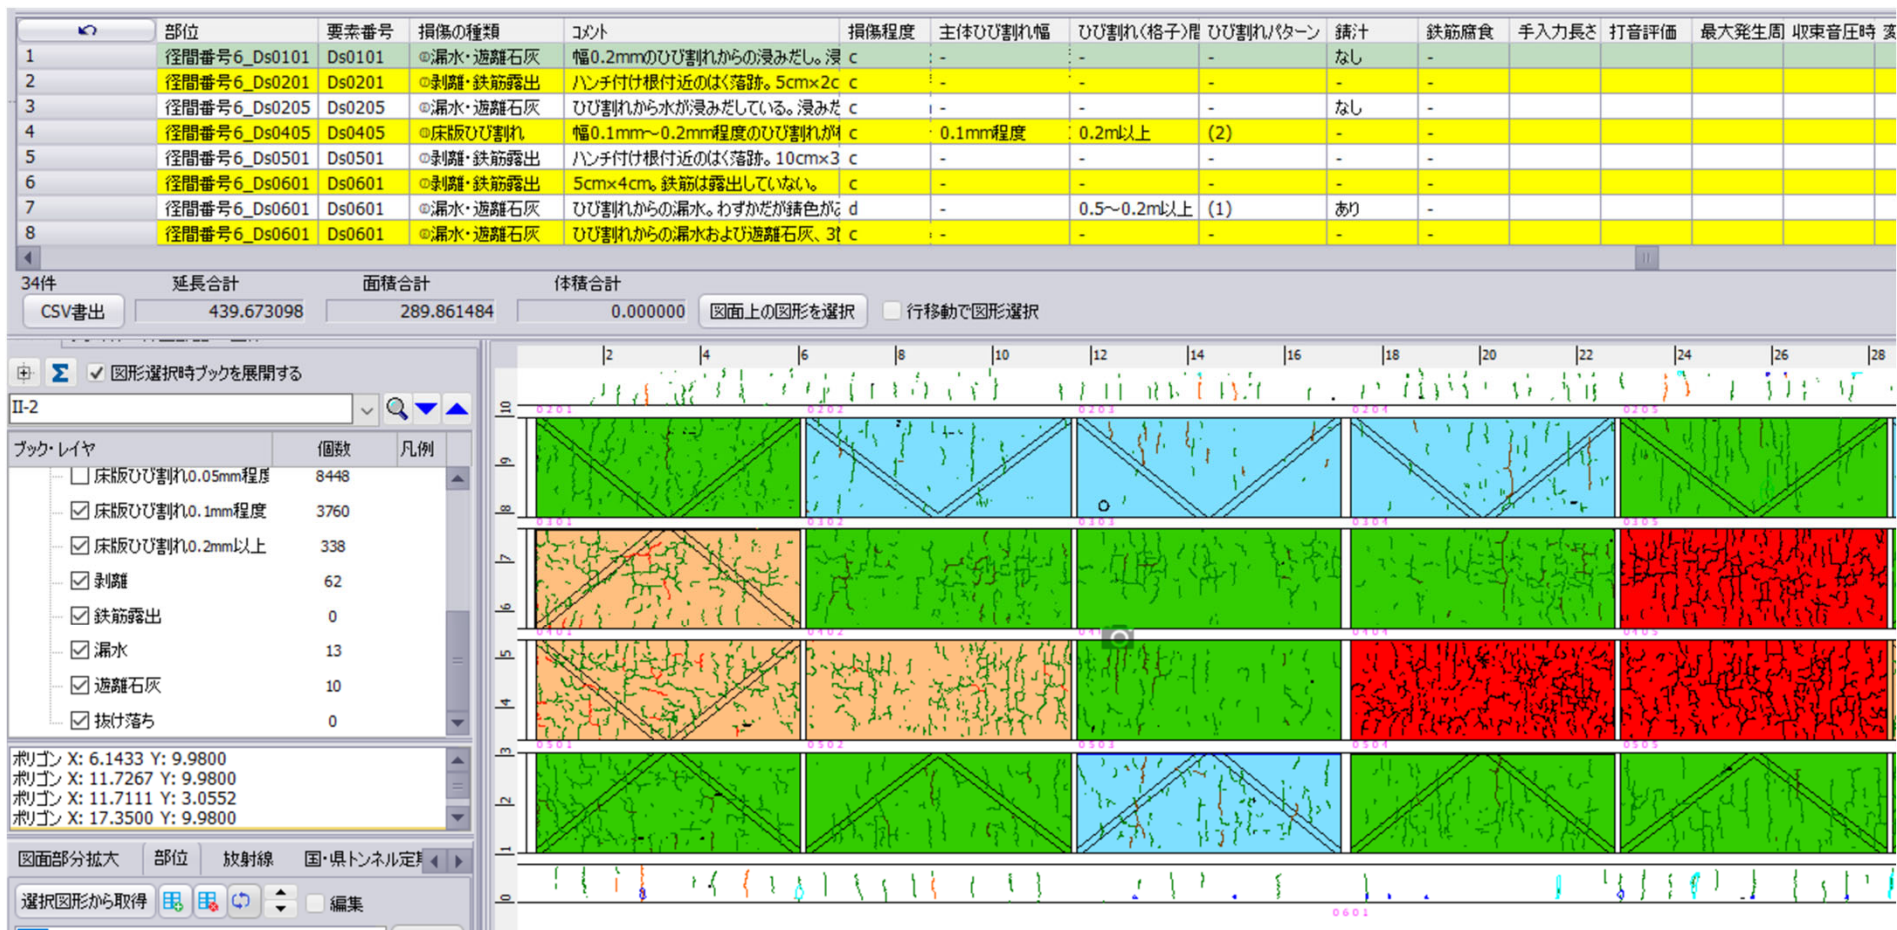 部位 要素番号 損傷の種類 コメント 損傷程度 主体ひび割れ幅 ひび割れ(格子)間 ひび割れパターン 錆汁 鉄筋腐食 手入力長さ 打音評価 最大発生周 収束音圧時
1 径間番号6_Ds0101 Ds0101 漏水・遊離石灰 幅0.2mmのひび割れからの浸みだし。浸 c - - - なし -
2 径間番号6_Ds0201 Ds0201 剥離・鉄筋露出 ハンチ付け根付近のはく落跡。5cm×2c c - - - - -
3 径間番号6_Ds0205 Ds0205 漏水・遊離石灰 ひび割れから水が浸みだしている。浸みだ c - - - なし -
4 径間番号6_Ds0405 Ds0405 床版ひび割れ 幅0.1mm~0.2mm程度のひび割れが c 0.1mm程度 0.2m以上 (2) - -
5 径間番号6_Ds0501 Ds0501 剥離・鉄筋露出 ハンチ付け根付近のはく落跡。10cm×3 c - - - - -
6 径間番号6_Ds0601 Ds0601 剥離・鉄筋露出 5cm×4cm。鉄筋は露出していない。 c - - - - -
7 径間番号6_Ds0601 Ds0601 漏水・遊離石灰 ひび割れからの漏水。わずかだが錆色が d - 0.5~0.2m以上 (1) あり -
8 径間番号6_Ds0601 Ds0601 漏水・遊離石灰 ひび割れからの漏水および遊離石灰、3 c - - - - -
34件 延長合計 面積合計 体積合計
CSV書出 439.673098 289.861484 0.000000 図面上の図形を選択 行移動で図形選択
Σ 図形選択時ブックを展開する
II-2
ブック・レイヤ 個数 凡例
床版ひび割れ0.05mm程度 8448
床版ひび割れ0.1mm程度 3760
床版ひび割れ0.2mm以上 338
剥離 62
鉄筋露出 0
漏水 13
遊離石灰 10
抜け落ち 0
ポリゴン X: 6.1433 Y: 9.9800
ポリゴン X: 11.7267 Y: 9.9800
ポリゴン X: 11.7111 Y: 3.0552
ポリゴン X: 17.3500 Y: 9.9800
図面部分拡大 部位 放射線 国・県トンネル定
選択図形から取得 編集
2 4 6 8 10 12 14 16 18 20 22 24 26 28
10
0201 0202 0203 0204 0205
9
8
0301 0302 0303 0304 0305
7
6
0401 0402 0404 0405
5
4
3
0501 0502 0503 0504 0505
2
1
0
0601